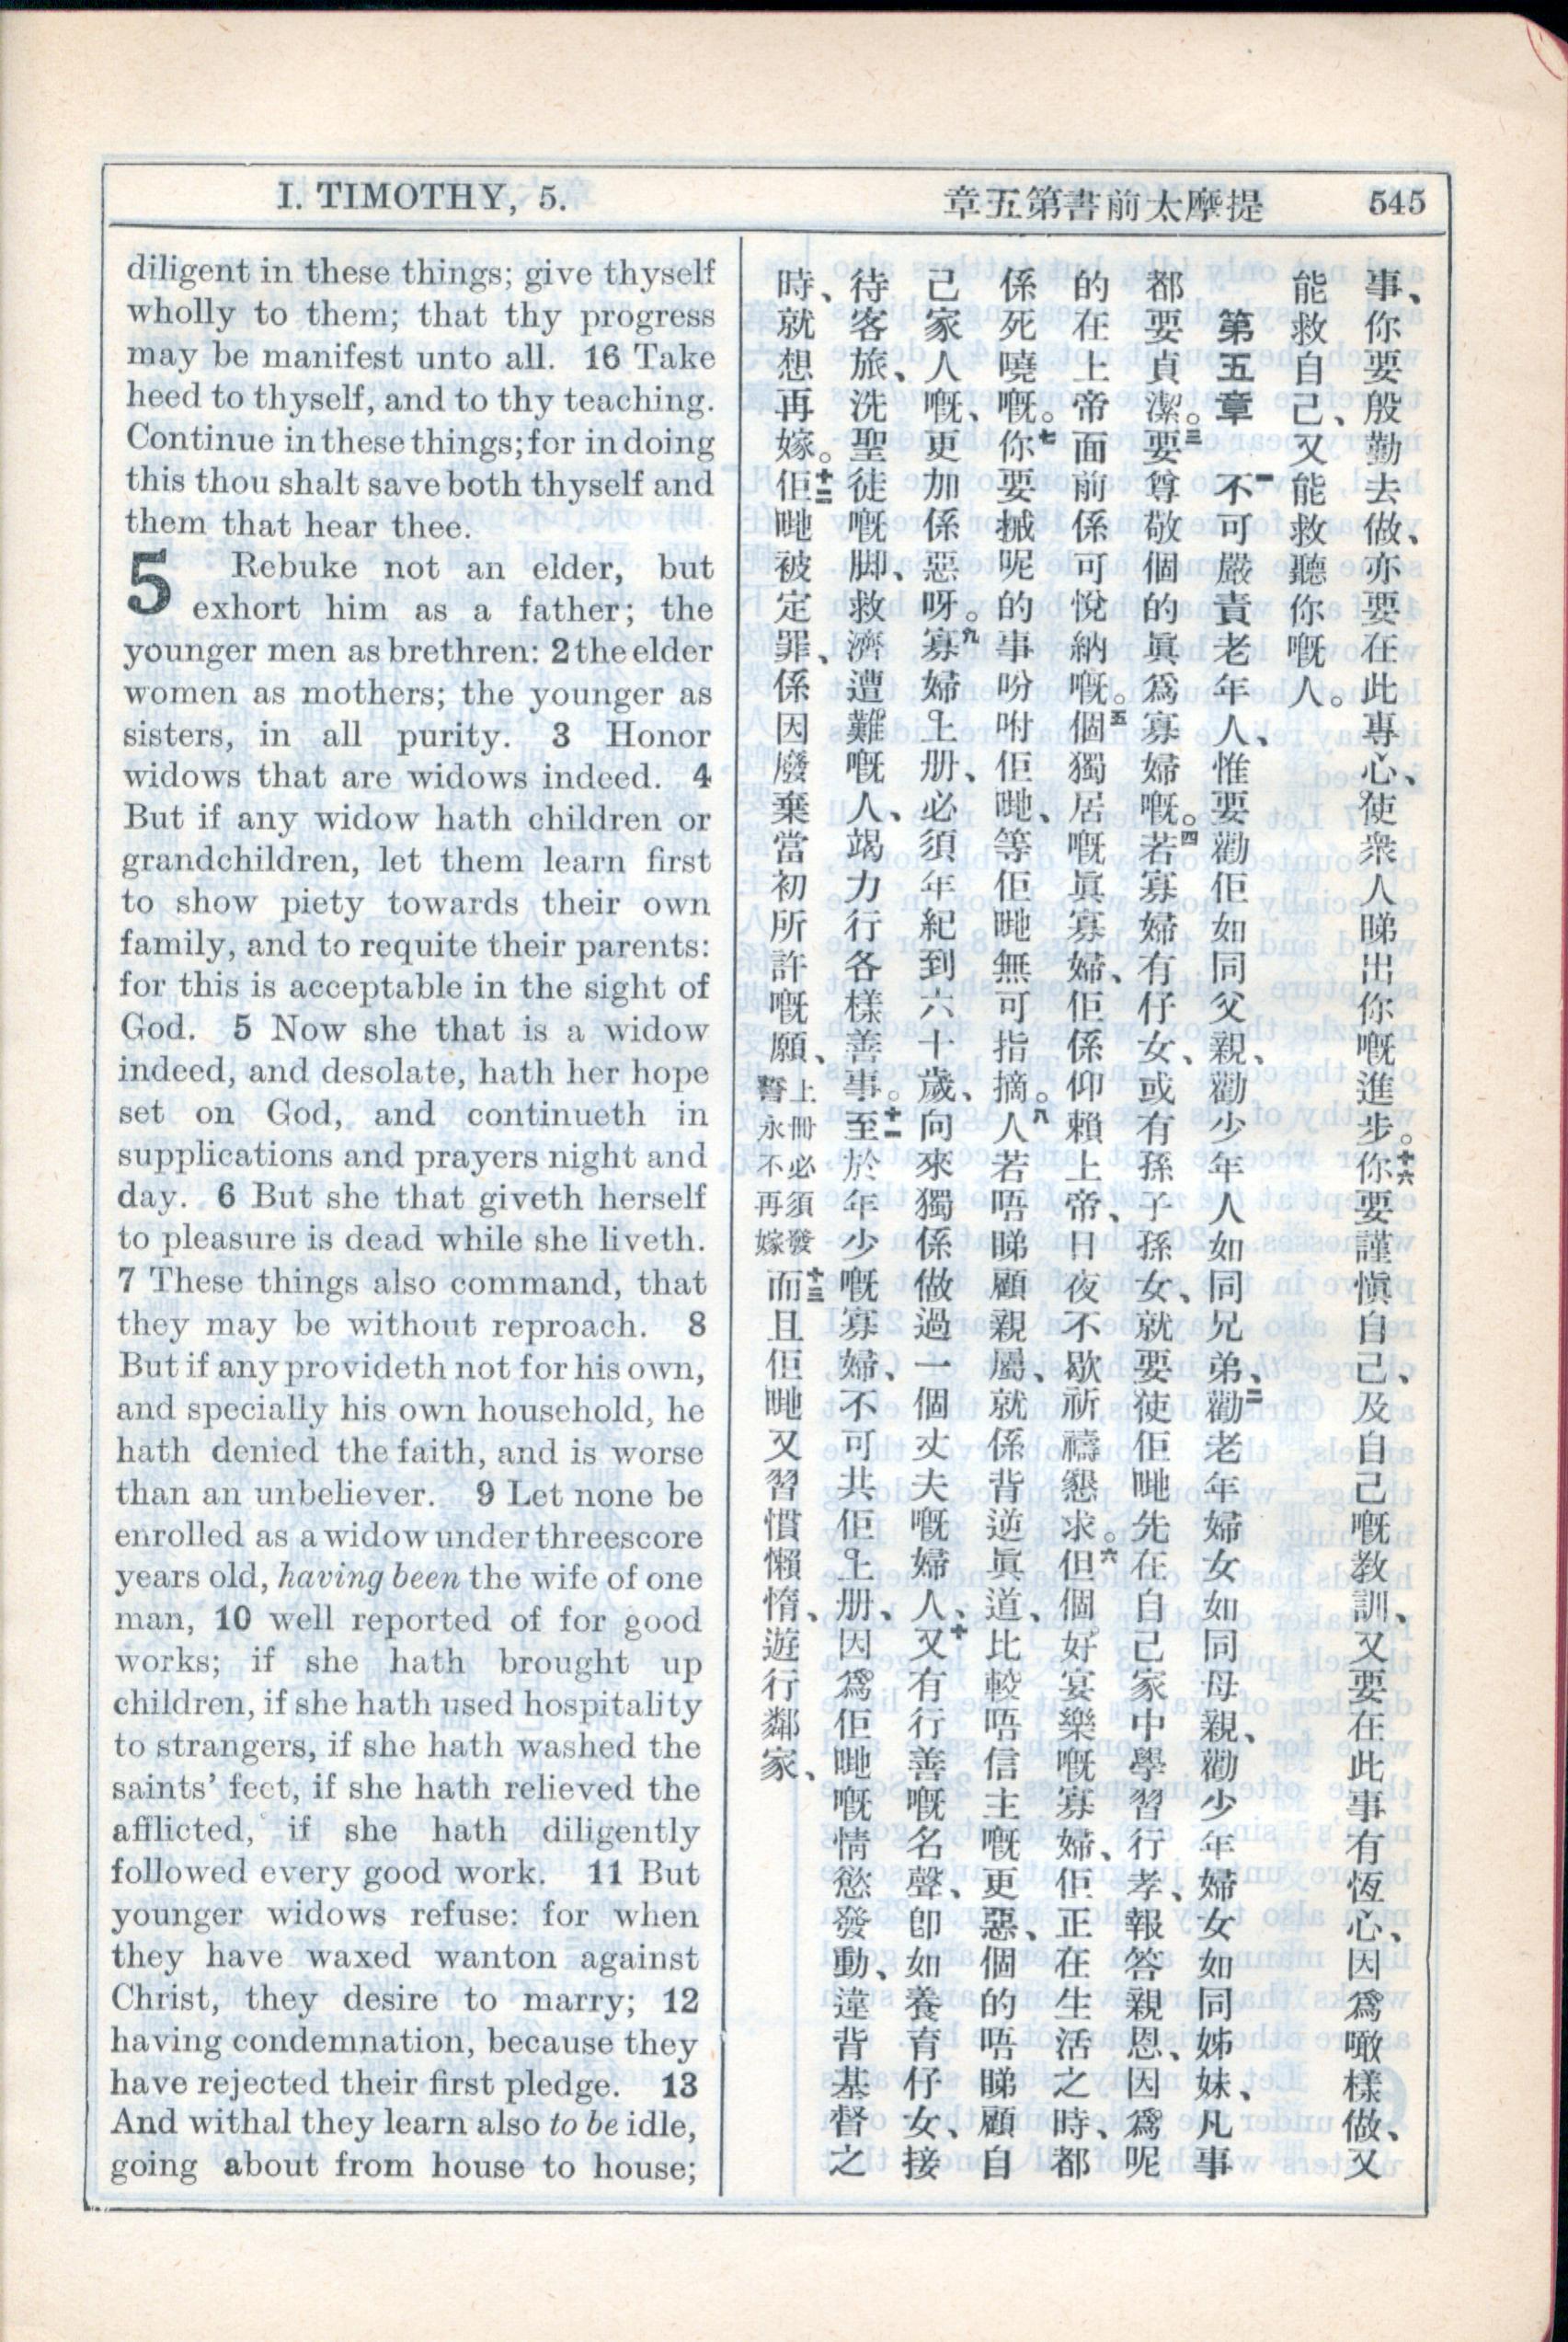 I. TIMOTHY, 5.
章五第書前太摩提
545
diligent in these things; give thyself
wholly to them; that thy progress
may be manifest unto all. 16 Take
heed to thyself, and to thy teaching.
Continue in these things; for in doing
this thou shalt save both thyself and
them that hear thee.
5 Rebuke not an elder, but
exhort him as a father; the
younger men as brethren: 2 the elder
women as mothers; the younger as
sisters, in all purity. 3 Honor
widows that are widows indeed. 4
But if any widow hath children or
grandchildren, let them learn first
to show piety towards their own
family, and to requite their parents:
for this is acceptable in the sight of
God. 5 Now she that is a widow
indeed, and desolate, hath her hope
set on God, and continueth in
supplications and prayers night and
day. 6 But she that giveth herself
to pleasure is dead while she liveth.
7 These things also command, that
they may be without reproach. 8
But if any provideth not for his own,
and specially his own household, he
hath denied the faith, and is worse
than an unbeliever. 9 Let none be
enrolled as a widow under threescore
years old, having been the wife of one
man, 10 well reported of for good
works; if she hath brought up
children, if she hath used hospitality
to strangers, if she hath washed the
saints’ feet, if she hath relieved the
afflicted, if she hath diligently
followed every good work. 11 But
younger widows refuse: for when
they have waxed wanton against
Christ, they desire to marry; 12
having condemnation, because they
have rejected their first pledge. 13
And withal they learn also to be idle,
going about from house to house;
事、你要殷勤去做、亦要在此專心、使衆人睇出你嘅進步。十六你要謹慎自己、及自己嘅教訓、又要在此事有恆心、因爲噉樣做、又
能救自己、又能救聽你嘅人。
第五章 一不可嚴責老年人、惟要勸佢如同父親、勸少年人如同兄弟、二勸老年婦女如同母親、勸少年婦女如同姊妹、凡事
都要貞潔。三要尊敬個的眞爲寡婦嘅。四若寡婦有仔女、或有孫子孫女、就要使佢哋先在自己家中學習行孝、報答親恩、因爲呢
的在上帝面前係可悅納嘅。五個獨居嘅眞寡婦、佢係仰賴上帝、日夜不歇祈禱懇求。六但個好宴樂嘅寡婦、佢正在生活之時、都
係死嘵嘅。七你要搣呢的事吩咐佢哋、等佢哋無可指摘。八人若唔睇顧親屬、就係背逆眞道、比較唔信主嘅更惡、個的唔睇顧自
己家人嘅、更加係惡呀。九寡婦上册、必須年紀到六十歲、向來獨係做過一個丈夫嘅婦人、十又有行善嘅名聲、卽如養育仔女、接
待客旅、洗聖徒嘅脚、救濟遭難嘅人、竭力行各樣善事。十一至於年少嘅寡婦、不可共佢上册、因爲佢哋嘅情慾發動、違背基督之
時、就想再嫁。十二佢哋被定罪、係因廢棄當初所許嘅願、上冊必須發誓永不再嫁 十三而且佢哋又習慣懶惰、遊行鄰家、